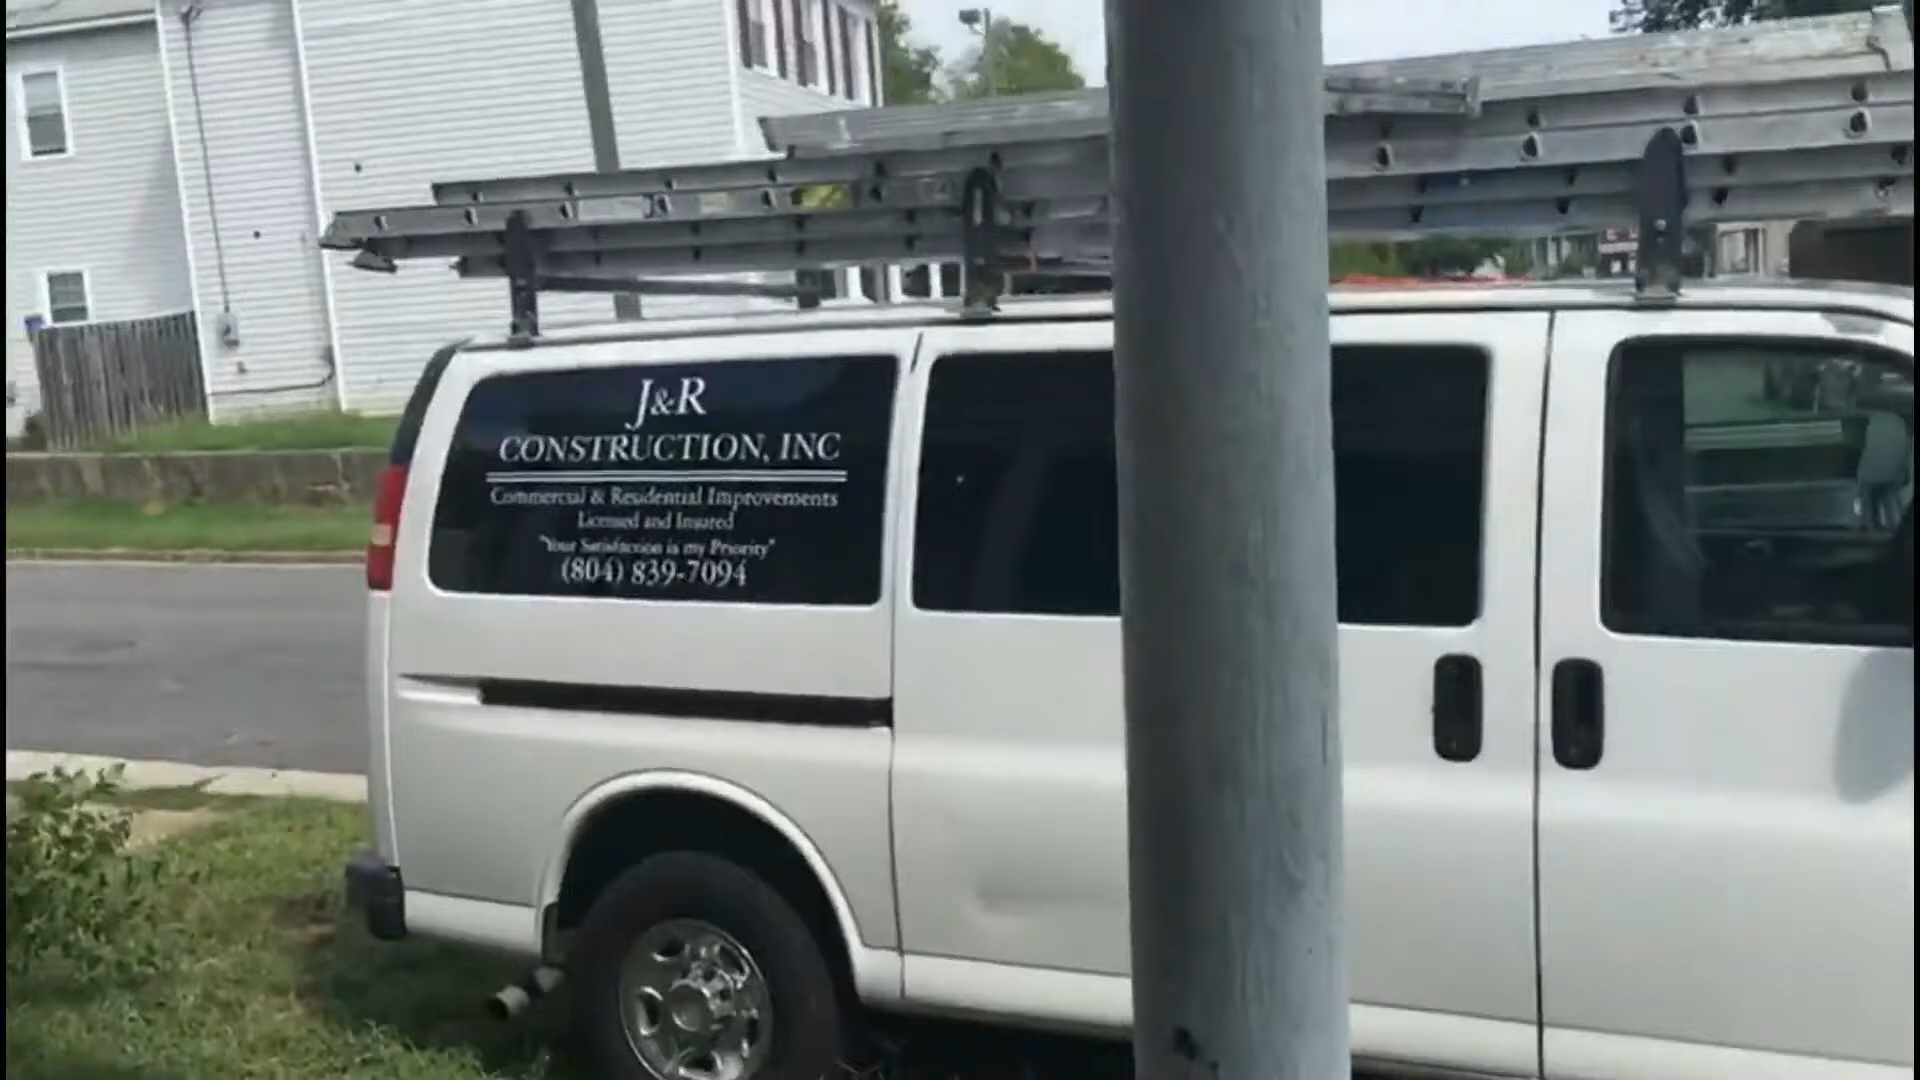 J&R
CONSTRUCTION, INC
Commercial & Residential Improvements
Licensed and Insured
"Your Satisfaction is my Priority"
(804) 839-7094